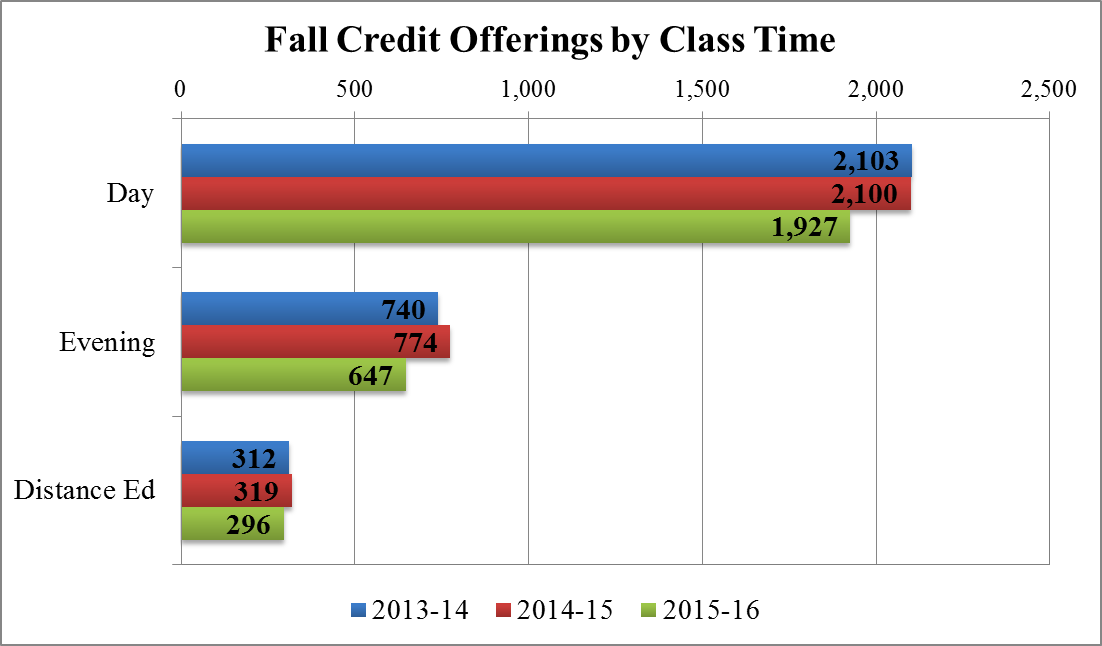 Fall Credit Offerings by Class Time
0 500 1,000 1,500 2,000 2,500
Day
2,103
2,100
1,927
Evening
740
774
647
Distance Ed
312
319
296
2013-14 2014-15 2015-16